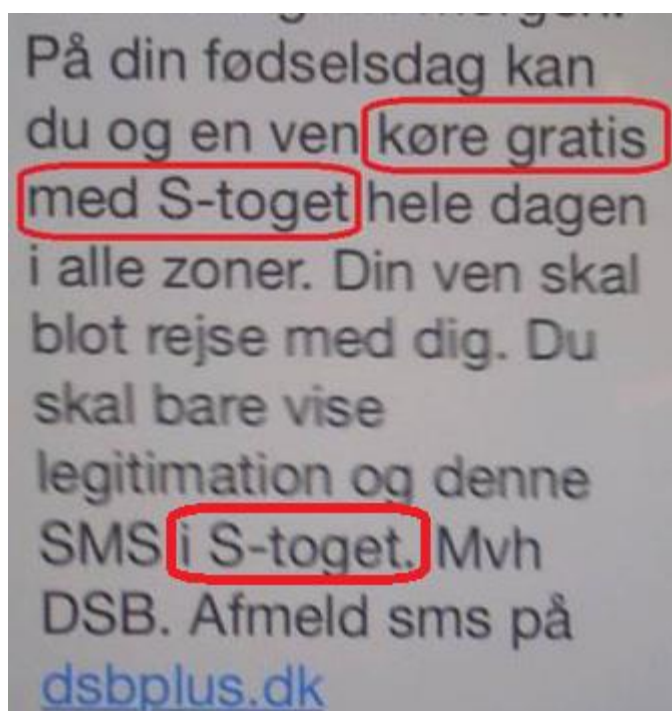 På din fødselsdag kan
du og en ven køre gratis
med S-toget hele dagen
i alle zoner. Din ven skal
blot rejse med dig. Du
skal bare vise
legitimation og denne
SMS i S-toget. Mvh
DSB. Afmeld sms på
dsbplus.dk